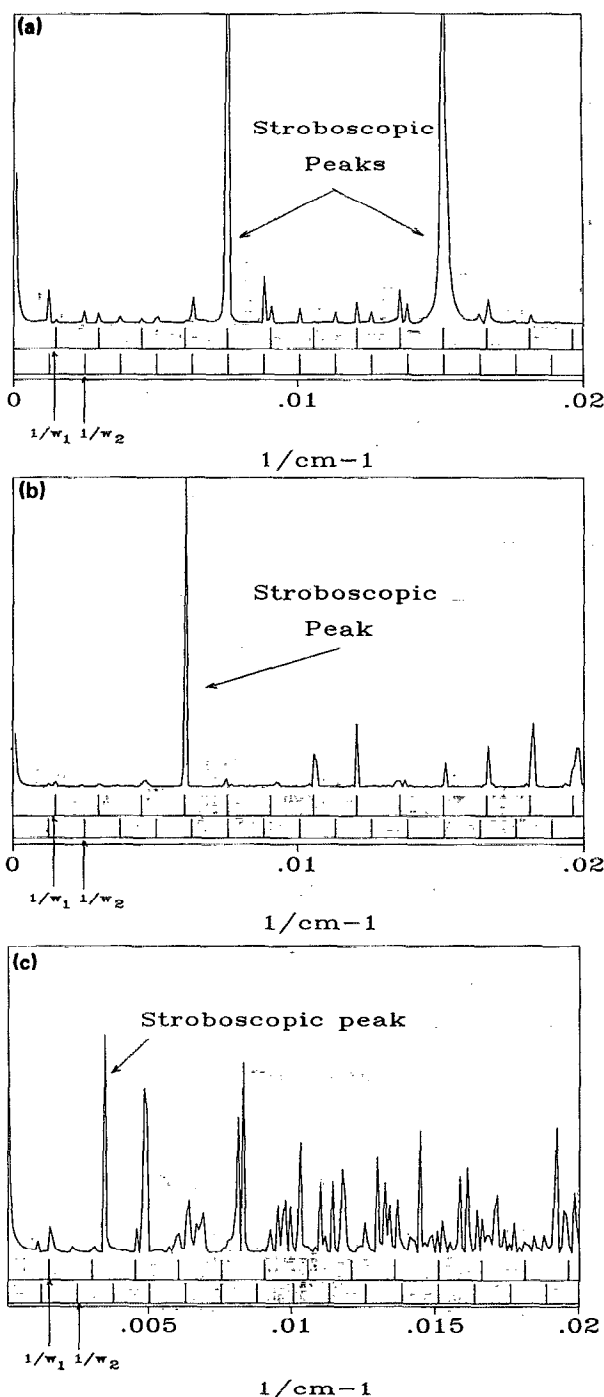 (a)
Stroboscopic
Peaks
0 .01 .02
1/w1 1/w2
1/cm-1
(b)
Stroboscopic
Peak
0 .01 .02
1/w1 1/w2
1/cm-1
(c)
Stroboscopic peak
.005 .01 .015 .02
1/w1 1/w2
1/cm-1